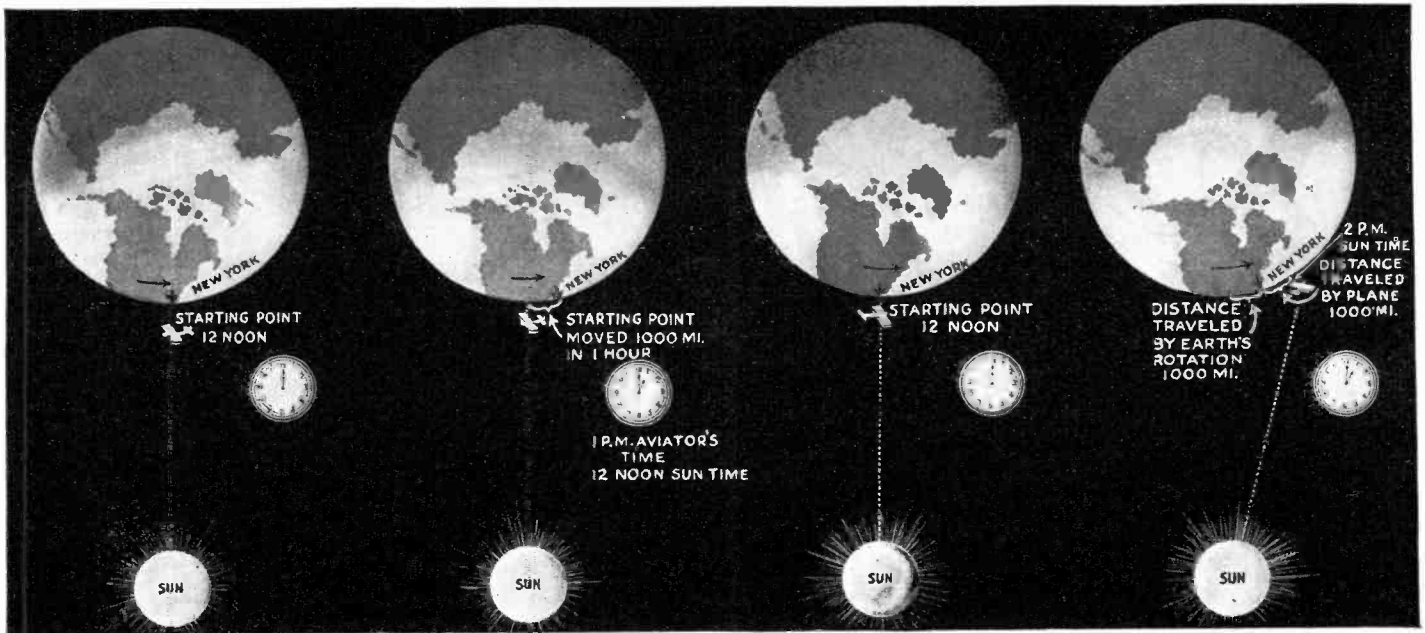 NEW YORK
STARTING POINT
12 NOON
SUN
NEW YORK
STARTING POINT
MOVED 1000 MI.
IN 1 HOUR
1 P.M. AVIATOR'S
TIME
12 NOON SUN TIME
SUN
NEW YORK
STARTING POINT
12 NOON
SUN
NEW YORK
2 P.M.
SUN TIME
DISTANCE
TRAVELED
BY PLANE
1000 MI.
DISTANCE
TRAVELED
BY EARTH'S
ROTATION
1000 MI.
SUN